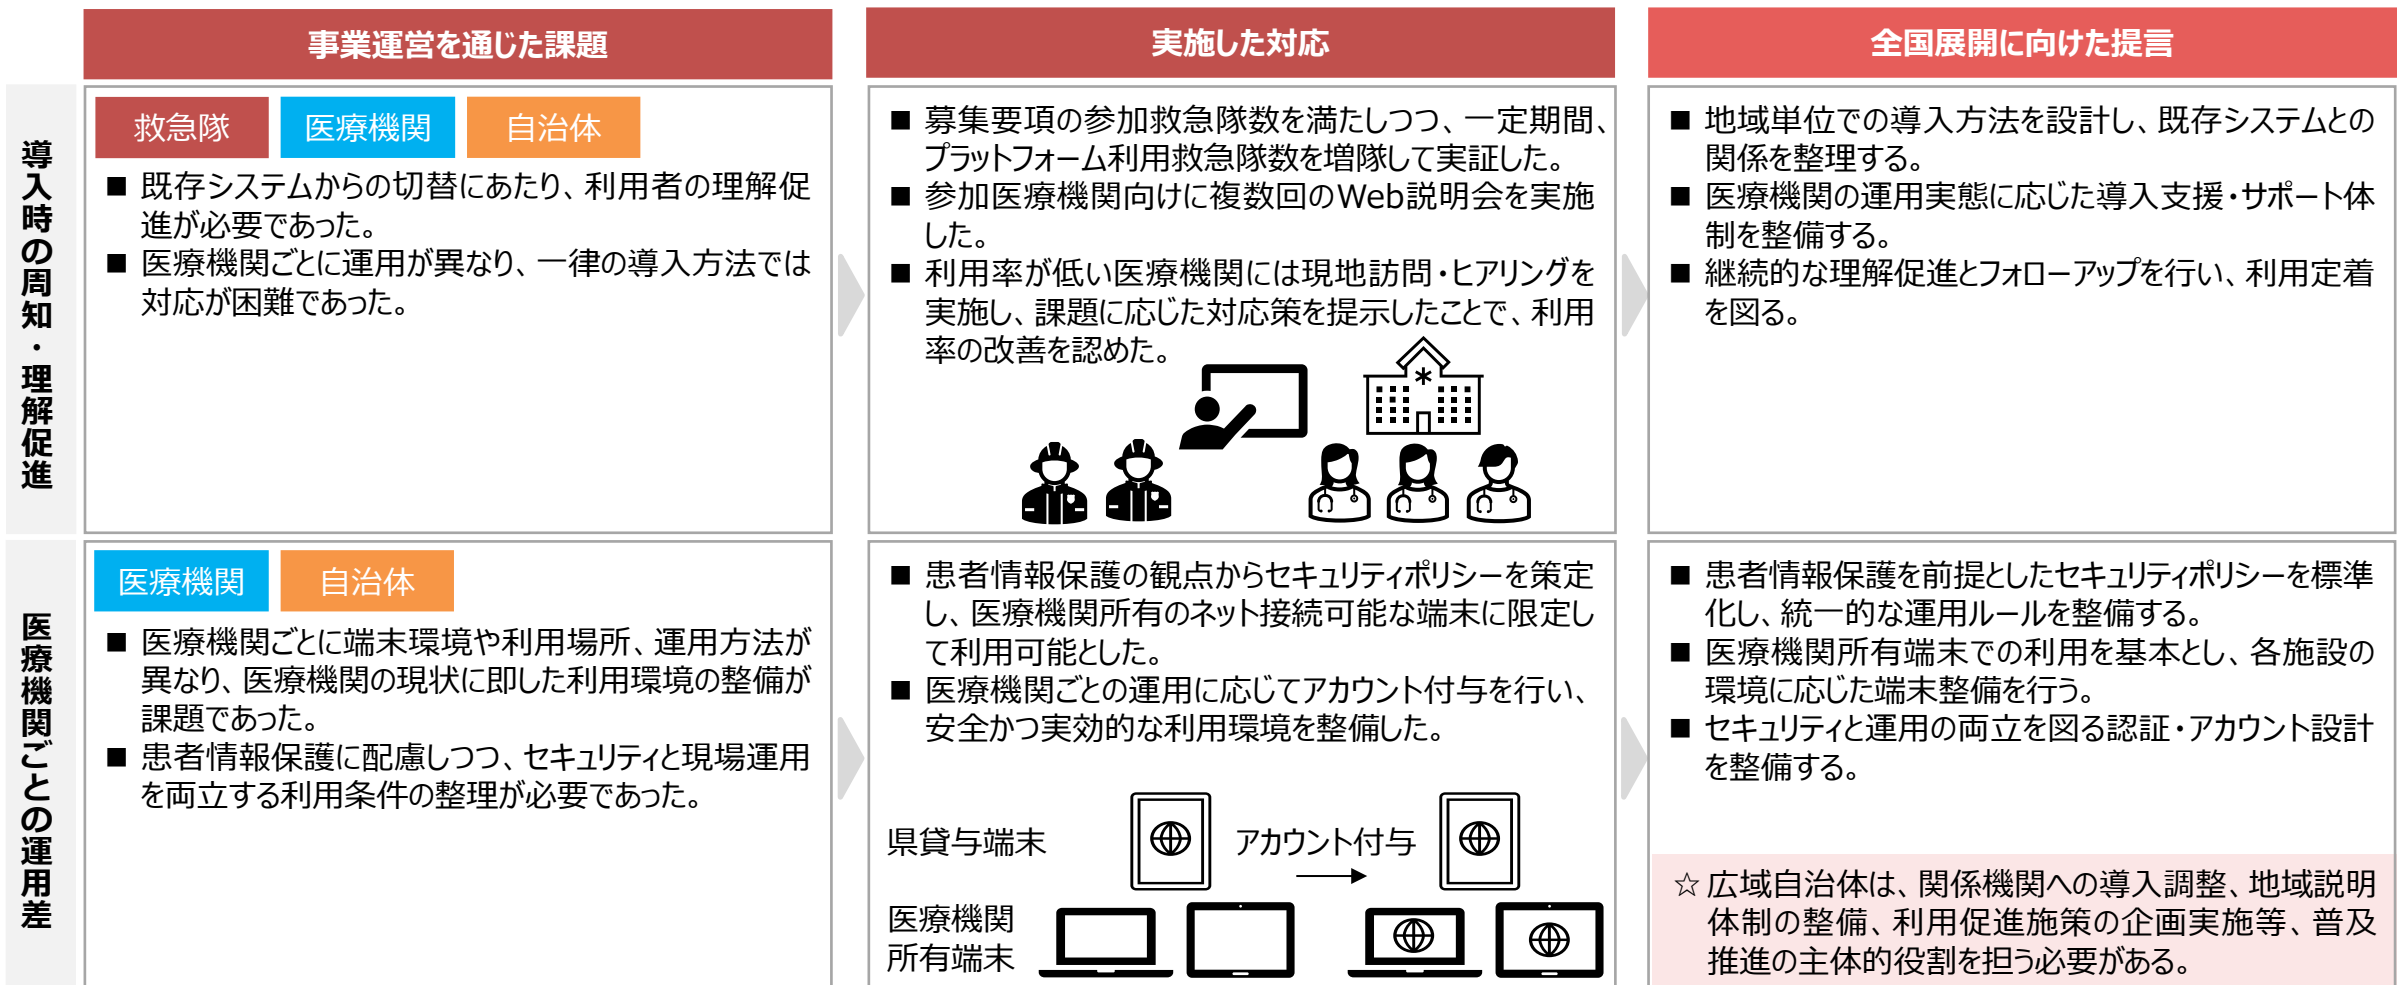 事業運営を通じた課題
実施した対応
全国展開に向けた提言
導入時の周知・理解促進
救急隊
医療機関
自治体
■ 既存システムからの切替にあたり、利用者の理解促
進が必要であった。
■ 医療機関ごとに運用が異なり、一律の導入方法では
対応が困難であった。
■ 募集要項の参加救急隊数を満たしつつ、一定期間、
プラットフォーム利用救急隊数を増隊して実証した。
■ 参加医療機関向けに複数回のWeb説明会を実施
した。
■ 利用率が低い医療機関には現地訪問・ヒアリングを
実施し、課題に応じた対応策を提示したことで、利用
率の改善を認めた。
■ 地域単位での導入方法を設計し、既存システムとの
関係を整理する。
■ 医療機関の運用実態に応じた導入支援・サポート体
制を整備する。
■ 継続的な理解促進とフォローアップを行い、利用定着
を図る。
医療機関ごとの運用差
医療機関
自治体
■ 医療機関ごとに端末環境や利用場所、運用方法が
異なり、医療機関の現状に即した利用環境の整備が
課題であった。
■ 患者情報保護に配慮しつつ、セキュリティと現場運用
を両立する利用条件の整理が必要であった。
■ 患者情報保護の観点からセキュリティポリシーを策定
し、医療機関所有のネット接続可能な端末に限定し
て利用可能とした。
■ 医療機関ごとの運用に応じてアカウント付与を行い、
安全かつ実効的な利用環境を整備した。
県貸与端末
アカウント付与
医療機関
所有端末
■ 患者情報保護を前提としたセキュリティポリシーを標準
化し、統一的な運用ルールを整備する。
■ 医療機関所有端末での利用を基本とし、各施設の
環境に応じた端末整備を行う。
■ セキュリティと運用の両立を図る認証・アカウント設計
を整備する。
☆ 広域自治体は、関係機関への導入調整、地域説明
体制の整備、利用促進施策の企画実施等、普及
推進の主体的役割を担う必要がある。